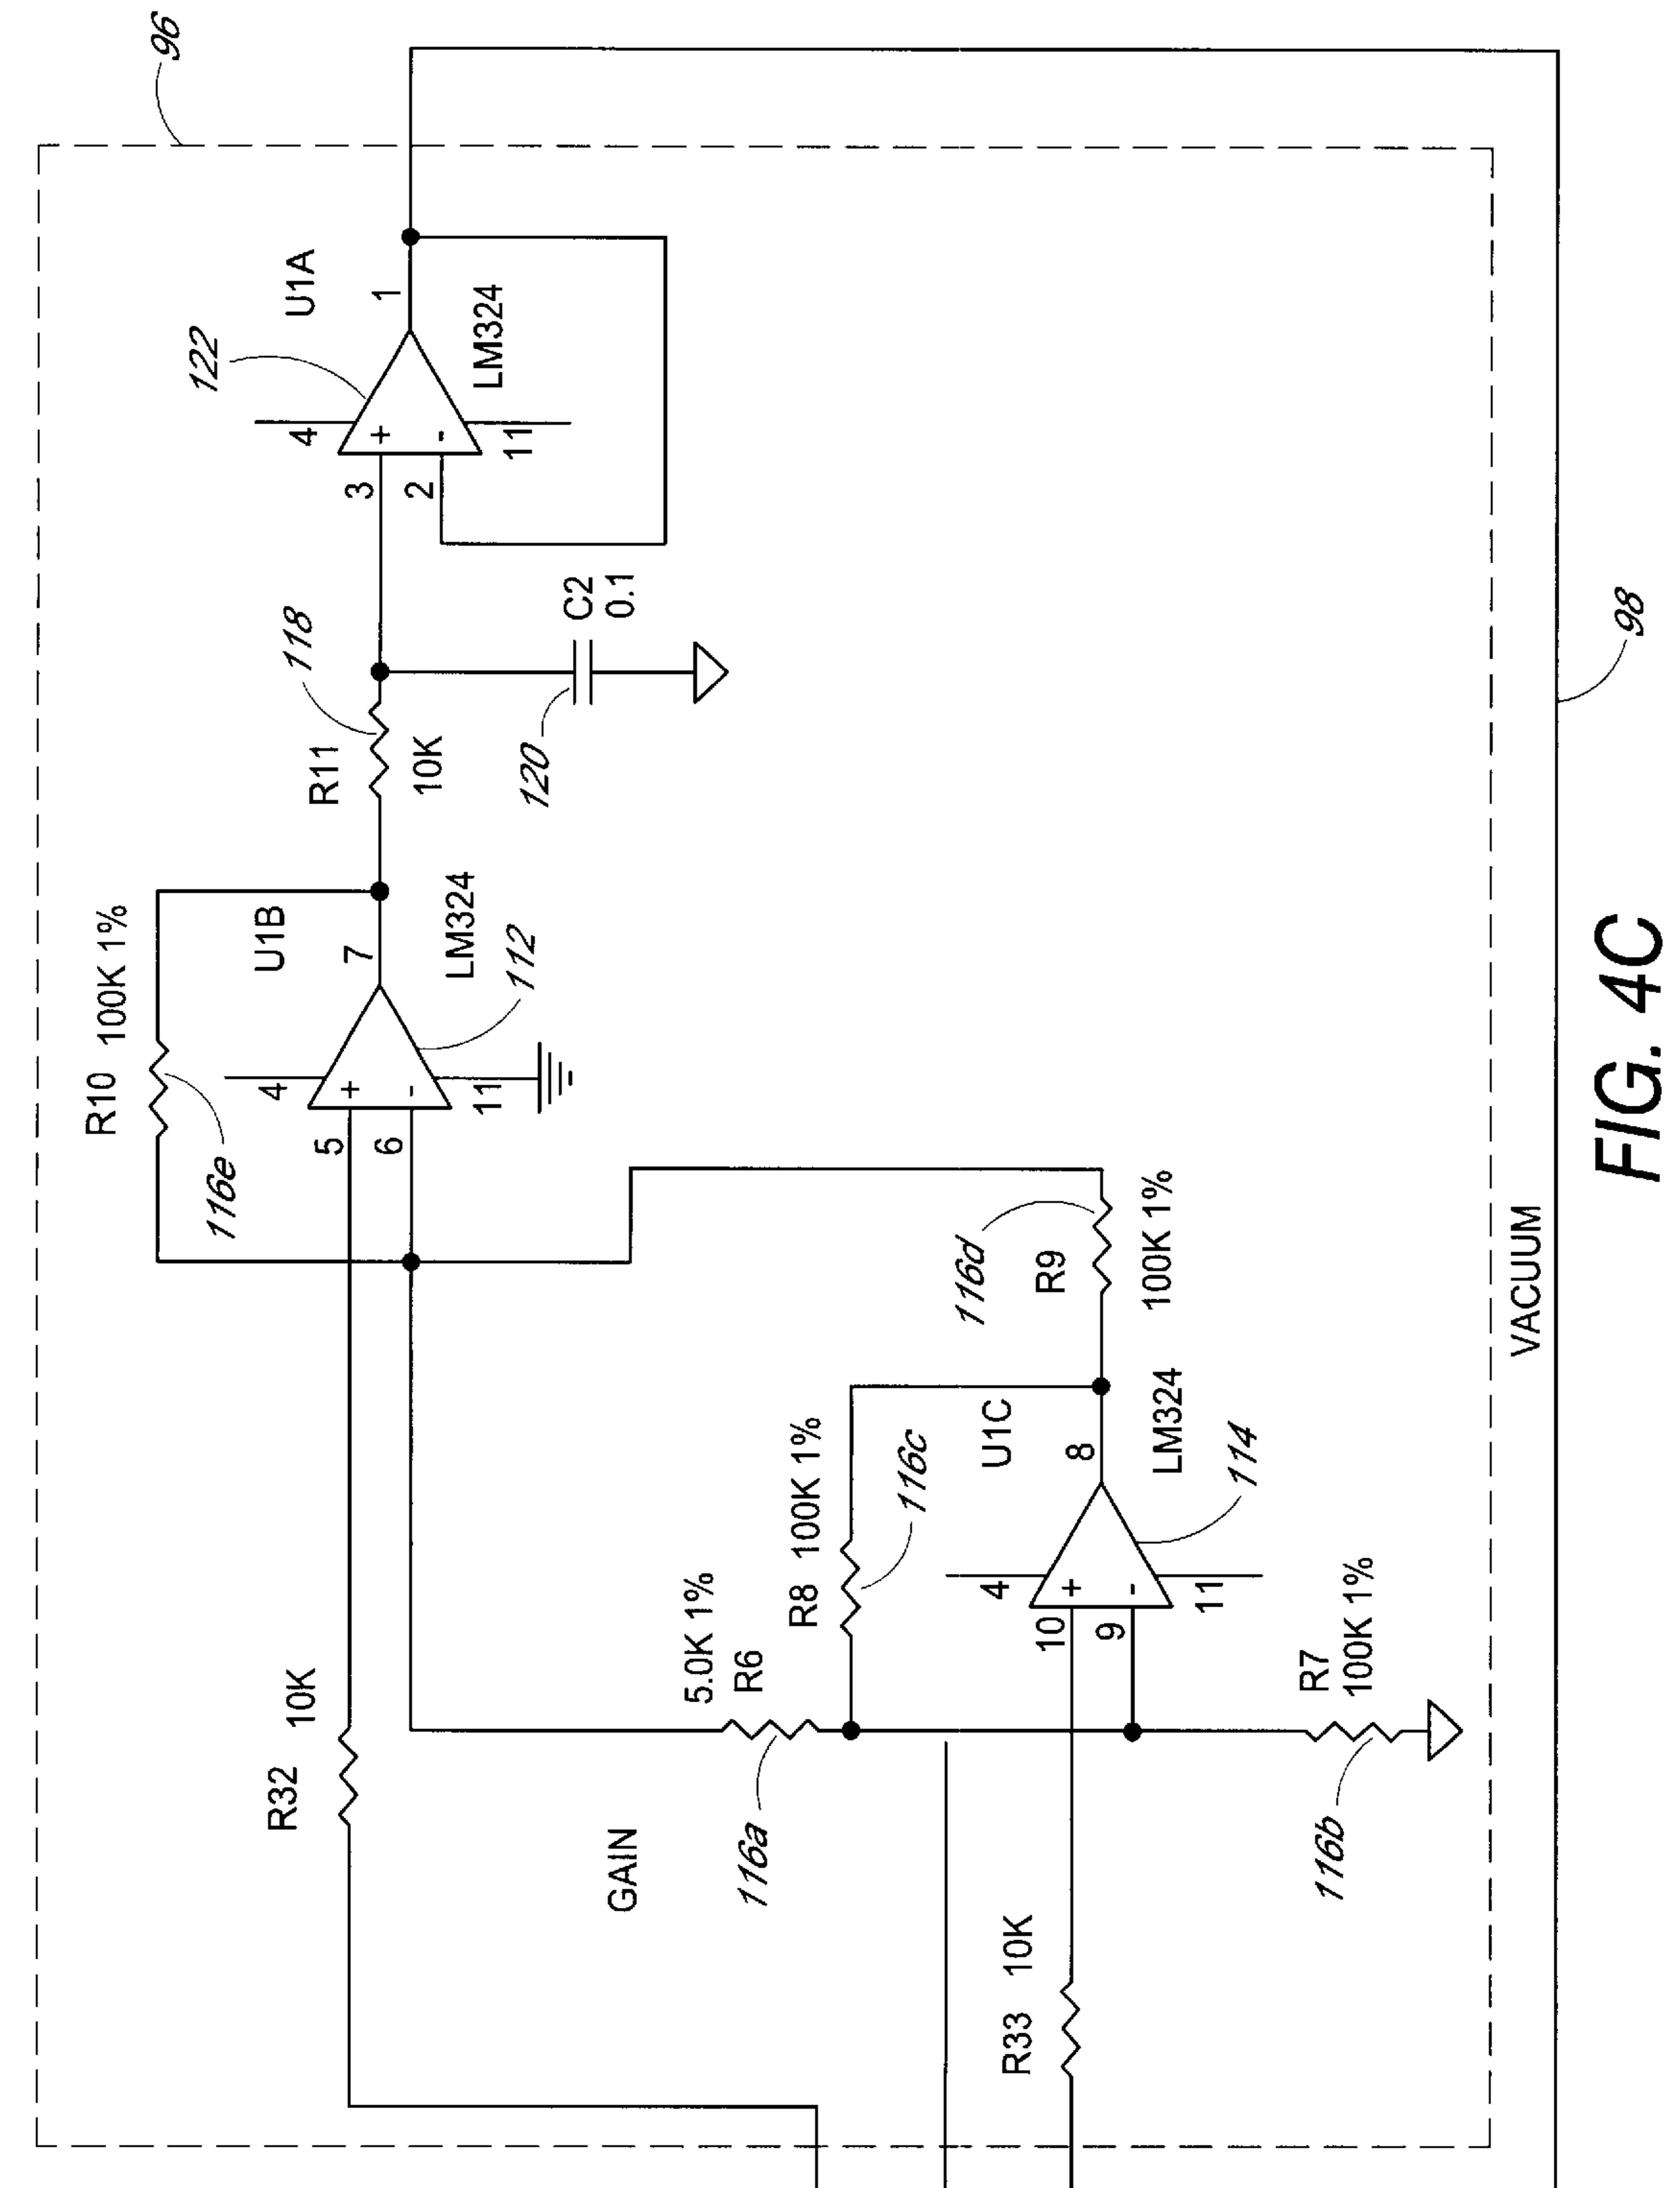 96
122
U1A
4
+
3
1
2
-
LM324
11
118
R11
10K
C2
0.1
120
R10 100K 1%
116e
U1B
4
+
5
7
6
-
LM324
11
112
98
116d
R9
100K 1%
R8 100K 1%
116c
U1C
4
+
10
8
9
-
LM324
11
114
5.0K 1%
R6
116a
R7
100K 1%
116b
R32 10K
GAIN
R33 10K
VACUUM
FIG. 4C